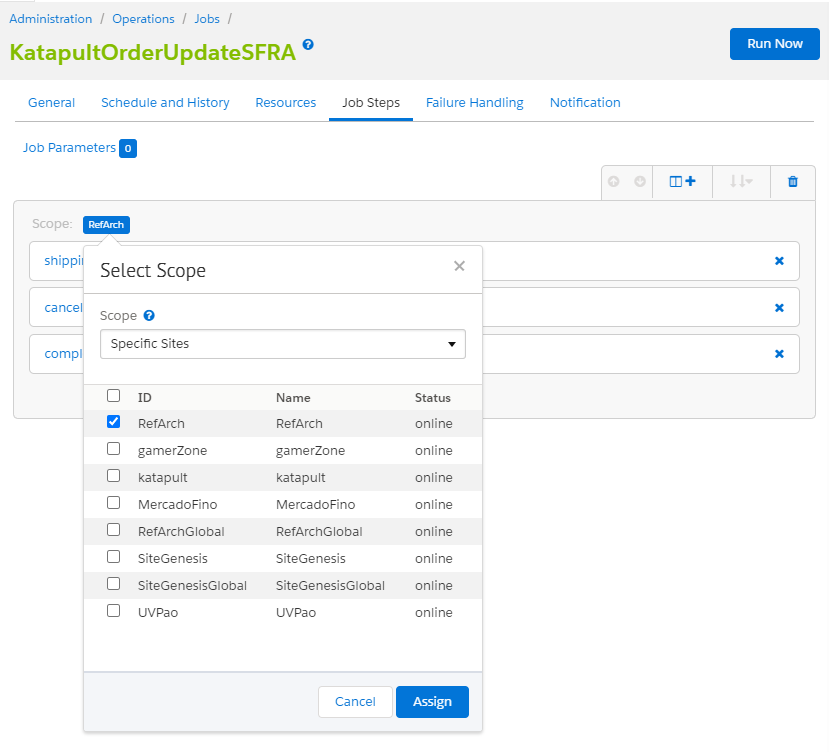 Administration / Operations / Jobs /
KatapultOrderUpdateSFRA ?
Run Now
General Schedule and History Resources Job Steps Failure Handling Notification
Job Parameters 0
Scope: RefArch
shippi
cancel
compl
Select Scope ×
Scope ?
Specific Sites
ID Name Status
RefArch RefArch online
gamerZone gamerZone online
katapult katapult online
MercadoFino MercadoFino online
RefArchGlobal RefArchGlobal online
SiteGenesis SiteGenesis online
SiteGenesisGlobal SiteGenesisGlobal online
UVPao UVPao online
Cancel Assign